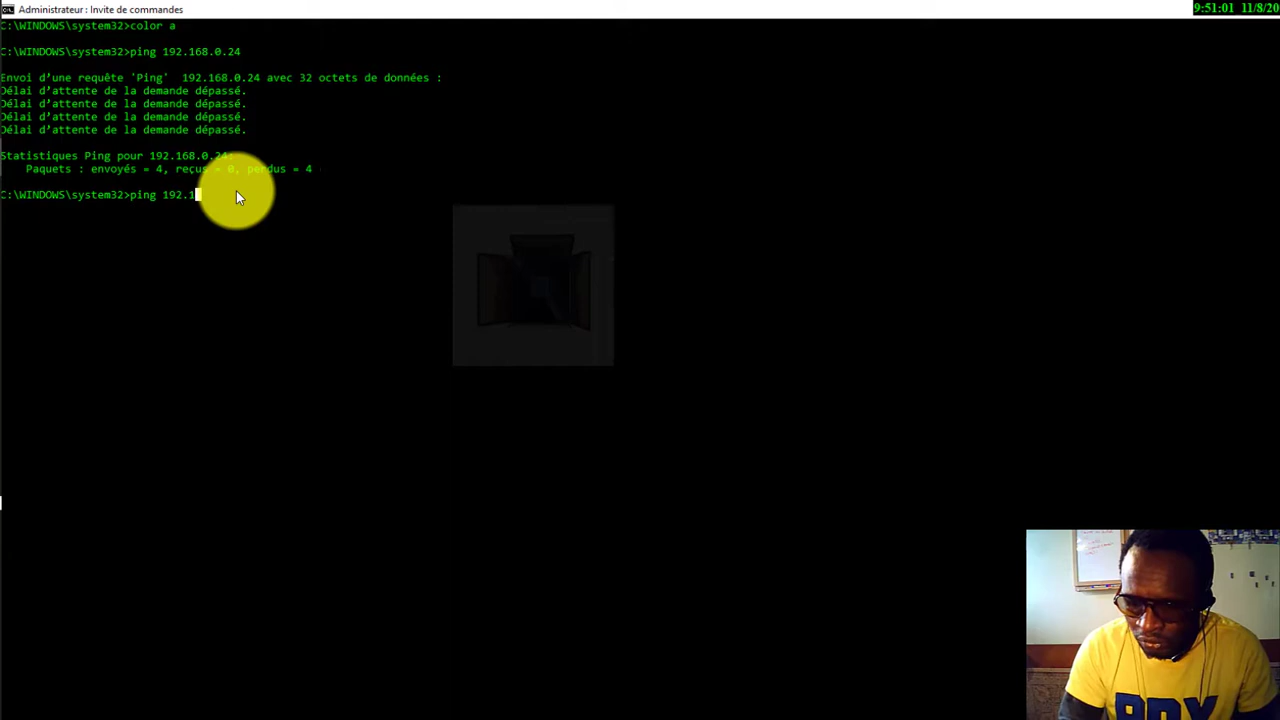 Administrateur : Invite de commandes
9:51:01 11/8/20
C:\WINDOWS\system32>color a
C:\WINDOWS\system32>ping 192.168.0.24
Envoi d'une requête 'Ping'  192.168.0.24 avec 32 octets de données :
Délai d'attente de la demande dépassé.
Délai d'attente de la demande dépassé.
Délai d'attente de la demande dépassé.
Délai d'attente de la demande dépassé.
Statistiques Ping pour 192.168.0.24:
Paquets : envoyés = 4, reçus = 0, perdus = 4
C:\WINDOWS\system32>ping 192.1